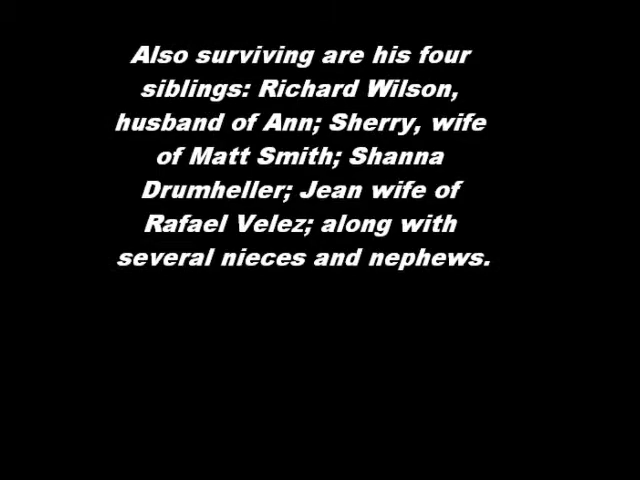 Also surviving are his four
siblings: Richard Wilson,
husband of Ann; Sherry, wife
of Matt Smith; Shanna
Drumheller; Jean wife of
Rafael Velez; along with
several nieces and nephews.